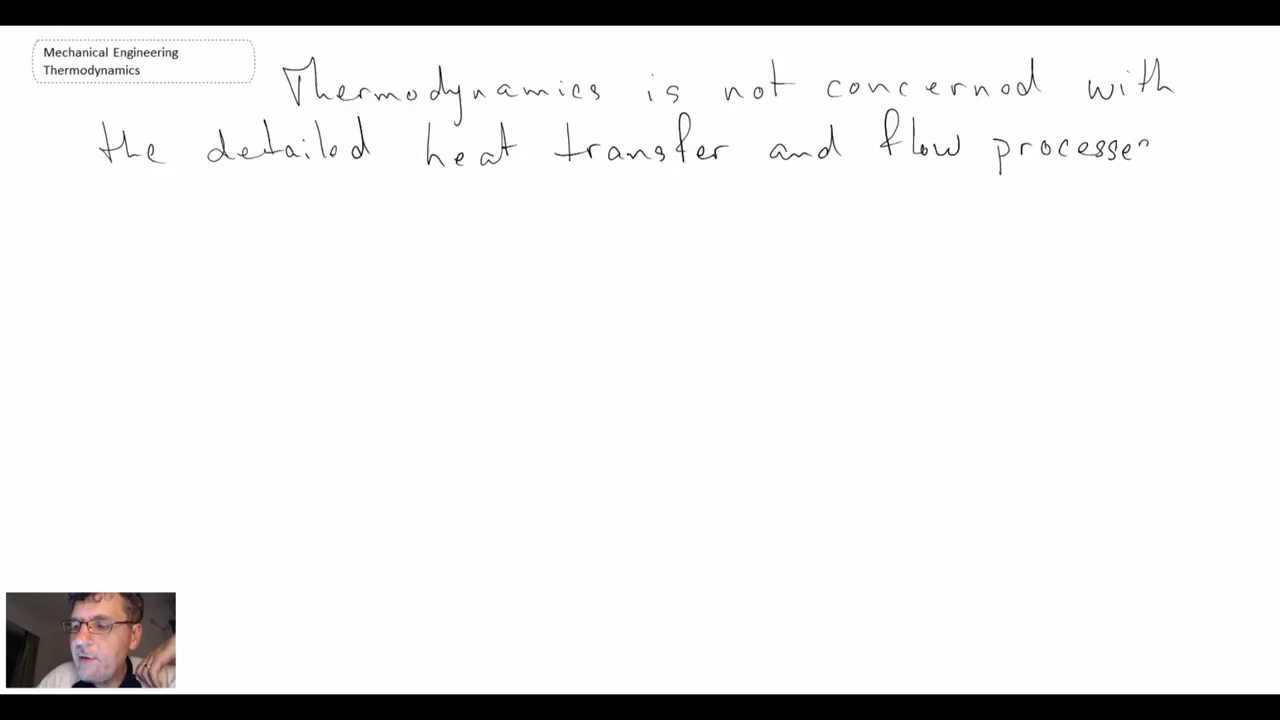 Mechanical Engineering
Thermodynamics
Thermodynamics is not concerned with
the detailed heat transfer and flow processes